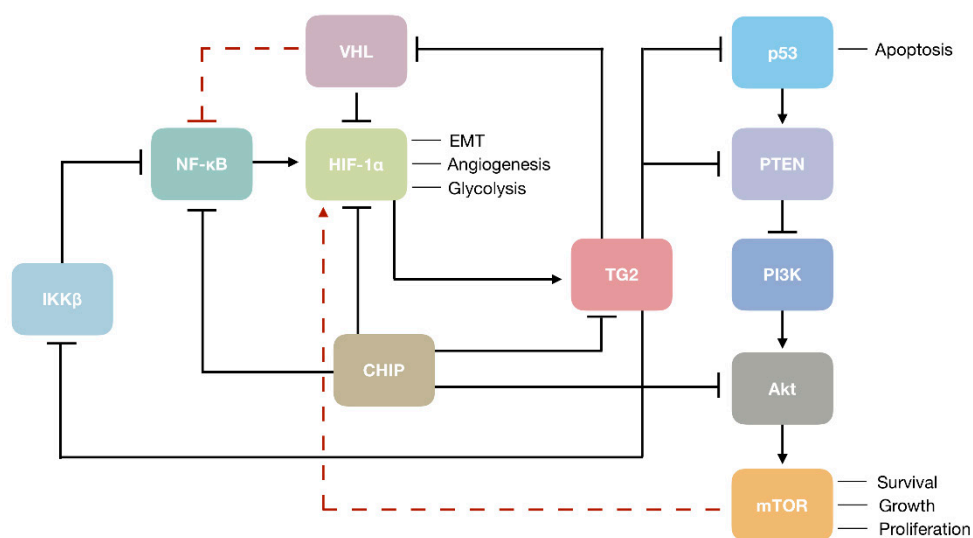 VHL
p53
Apoptosis
NF-κB
HIF-1α
EMT
Angiogenesis
Glycolysis
PTEN
IKKβ
TG2
PI3K
CHIP
Akt
mTOR
Survival
Growth
Proliferation